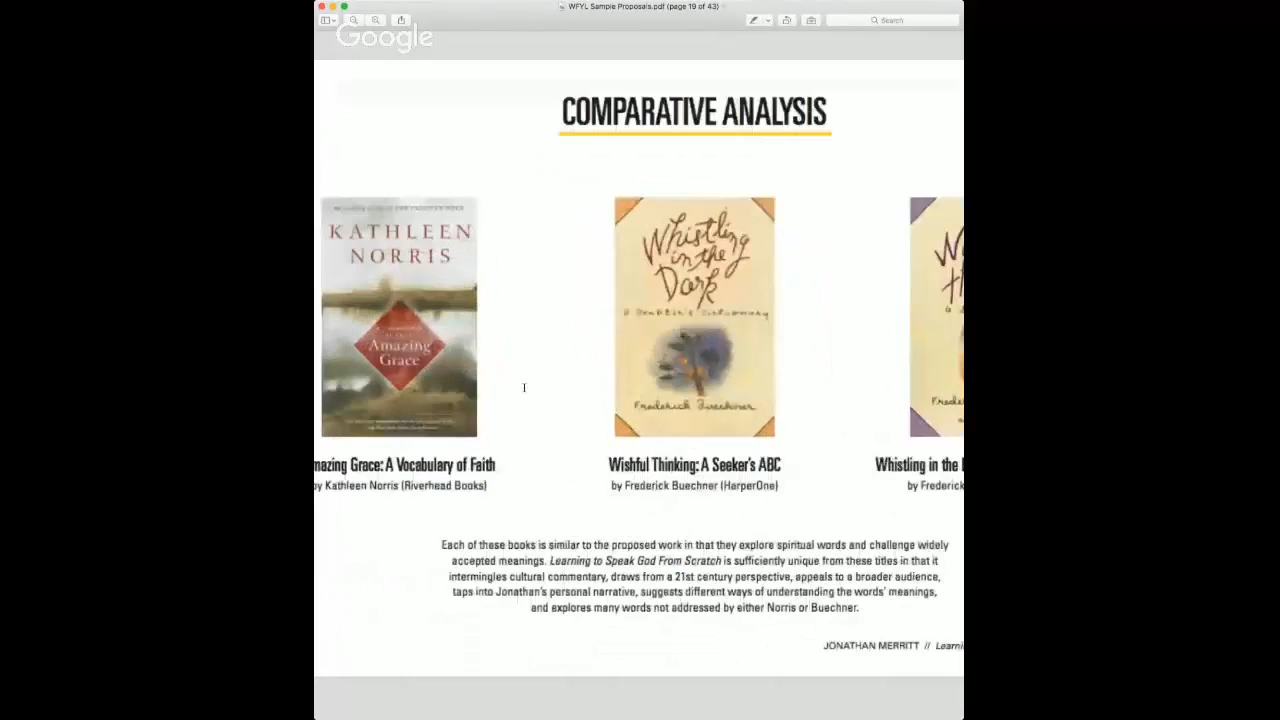 WFYL Sample Proposals.pdf (page 19 of 43)
Search
Google
COMPARATIVE ANALYSIS
KATHLEEN
NORRIS
Amazing
Grace
Whistling
in the
Dark
Frederick Buechner
mazing Grace: A Vocabulary of Faith
by Kathleen Norris (Riverhead Books)
Wishful Thinking: A Seeker's ABC
by Frederick Buechner (HarperOne)
Whistling in the
by Frederick
Each of these books is similar to the proposed work in that they explore spiritual words and challenge widely
accepted meanings. Learning to Speak God From Scratch is sufficiently unique from these titles in that it
intermingles cultural commentary, draws from a 21st century perspective, appeals to a broader audience,
taps into Jonathan's personal narrative, suggests different ways of understanding the words' meanings,
and explores many words not addressed by either Norris or Buechner.
JONATHAN MERRITT // Learni